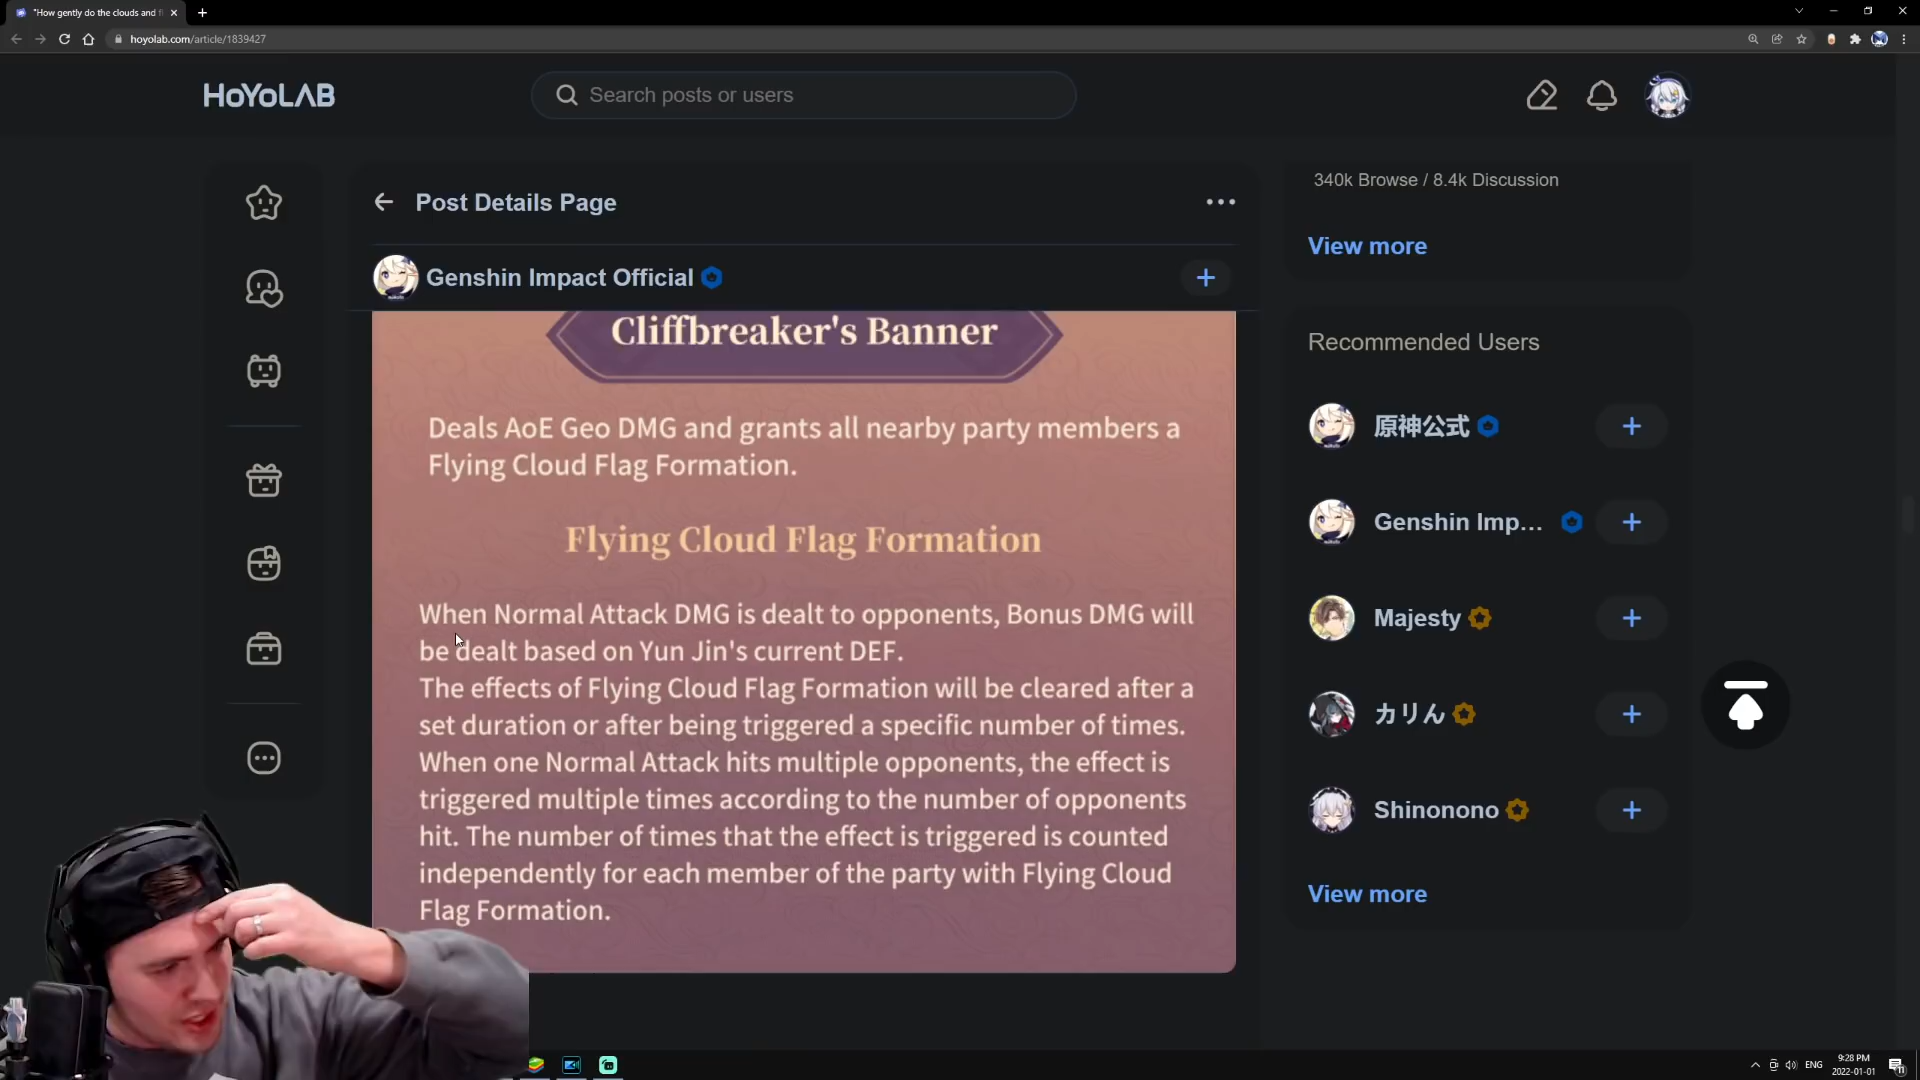 "How gently do the clouds and fl
hoyolab.com/article/1839427
HoYoLAB
Search posts or users
Post Details Page
Genshin Impact Official
Cliffbreaker's Banner
Deals AoE Geo DMG and grants all nearby party members a
Flying Cloud Flag Formation.
Flying Cloud Flag Formation
When Normal Attack DMG is dealt to opponents, Bonus DMG will
be dealt based on Yun Jin's current DEF.
The effects of Flying Cloud Flag Formation will be cleared after a
set duration or after being triggered a specific number of times.
When one Normal Attack hits multiple opponents, the effect is
triggered multiple times according to the number of opponents
hit. The number of times that the effect is triggered is counted
independently for each member of the party with Flying Cloud
Flag Formation.
340k Browse / 8.4k Discussion
View more
Recommended Users
原神公式
Genshin Imp...
Majesty
カリん
Shinonono
View more
ENG
9:28 PM
2022-01-01